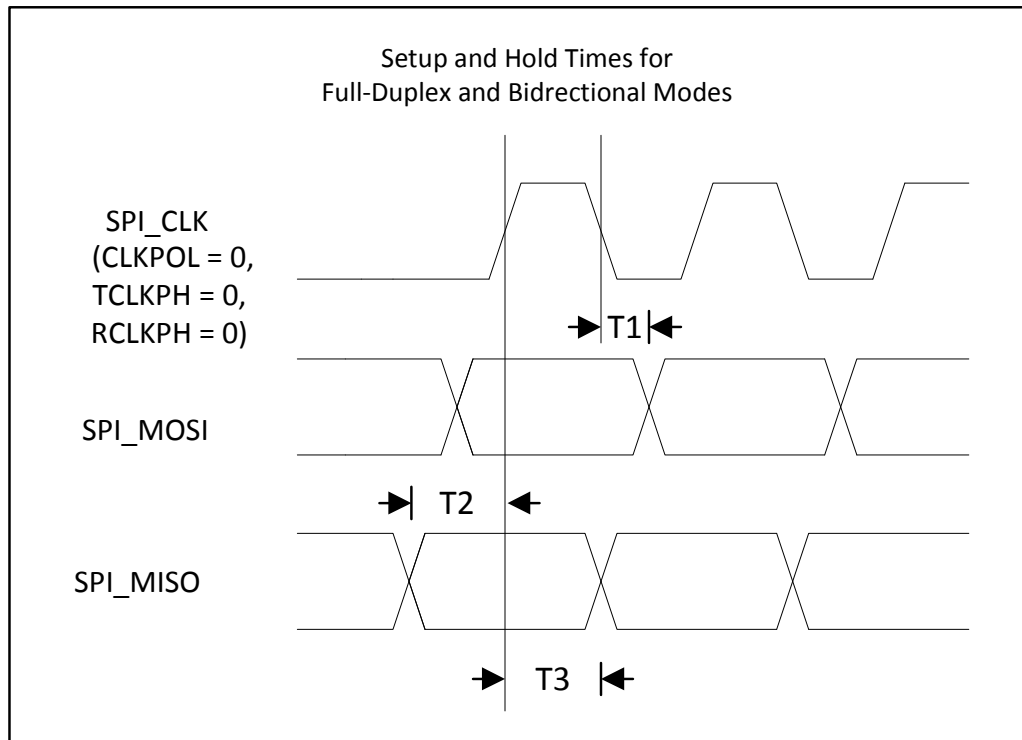 Setup and Hold Times for
Full-Duplex and Bidrectional Modes
SPI_CLK
(CLKPOL = 0,
TCLKPH = 0,
RCLKPH = 0)
T1
SPI_MOSI
T2
SPI_MISO
T3